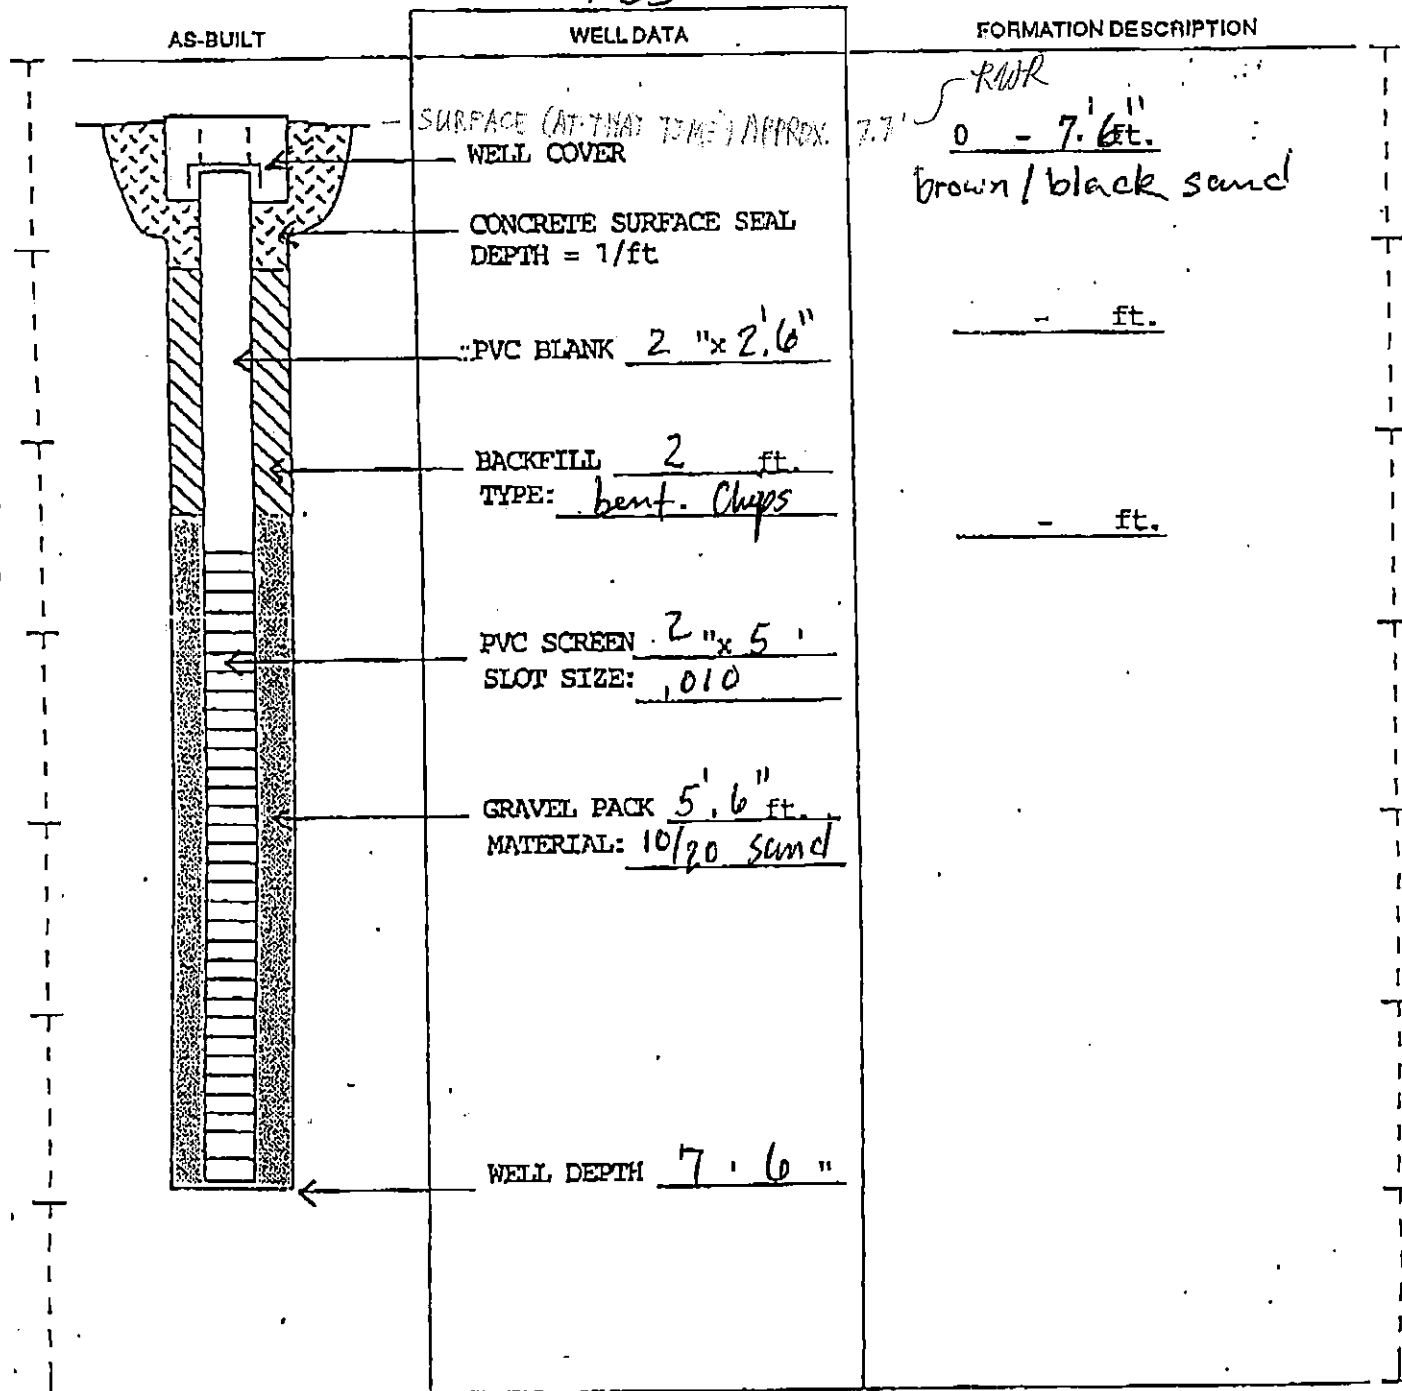 AS-BUILT
WELL DATA
FORMATION DESCRIPTION
RWR
SURFACE (AT THAT TIME) APPROX. 7.7'
0 - 7.'6" ft.
WELL COVER
brown / black sand
CONCRETE SURFACE SEAL
DEPTH = 1/ft
- ft.
PVC BLANK 2 "x 2'.6"
BACKFILL 2 ft.
TYPE: bent. Chips
- ft.
PVC SCREEN 2 "x 5 '
SLOT SIZE: .010
GRAVEL PACK 5'. 6" ft.
MATERIAL: 10/20 sand
WELL DEPTH 7 ' 6 "